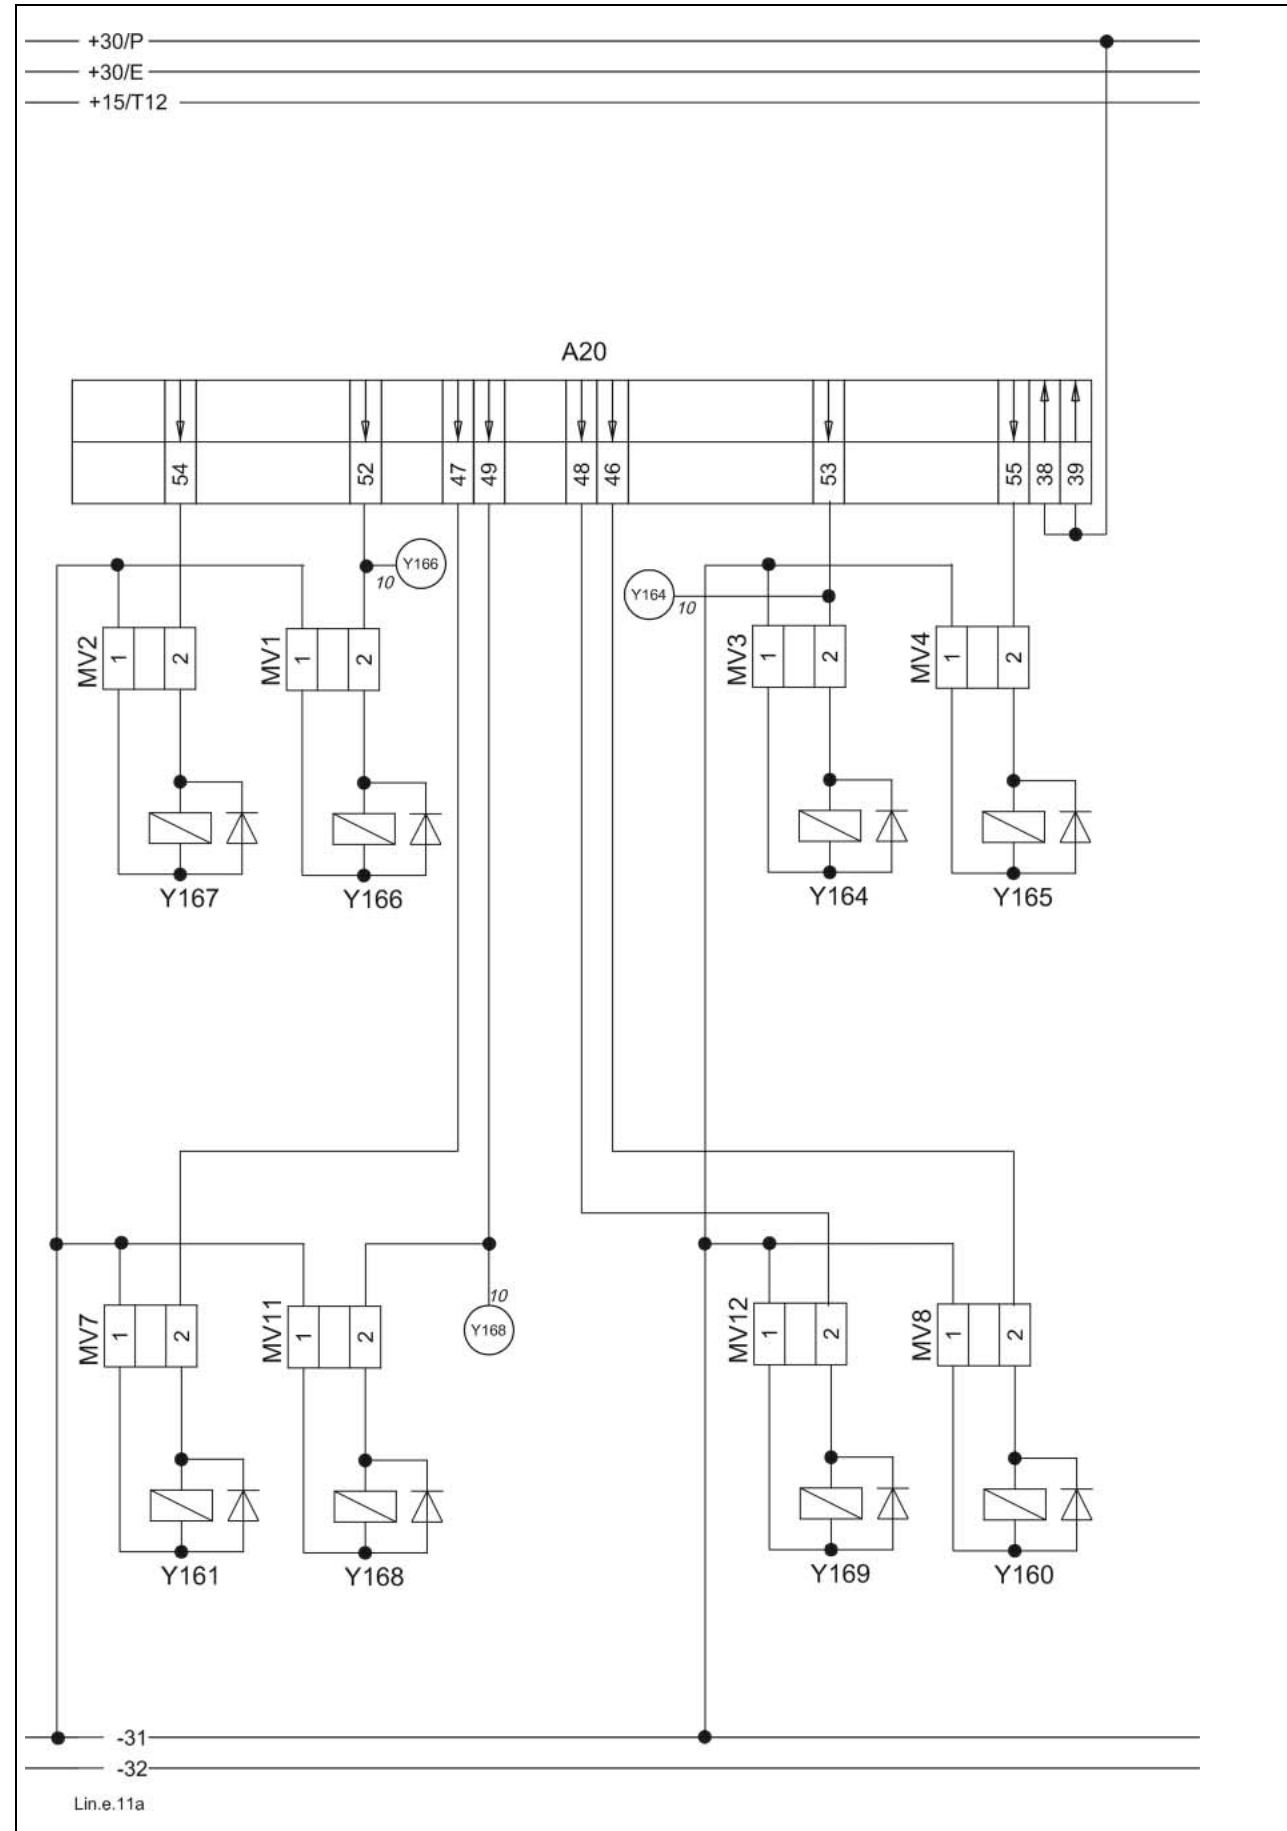 +30/P
+30/E
+15/T12
A20
54 52 47 49 48 46 53 55 38 39
Y166
10
Y164
10
MV2 1 2 MV1 1 2 MV3 1 2 MV4 1 2
Y167 Y166 Y164 Y165
10
Y168
MV7 1 2 MV11 1 2 MV12 1 2 MV8 1 2
Y161 Y168 Y169 Y160
-31
-32
Lin.e.11a